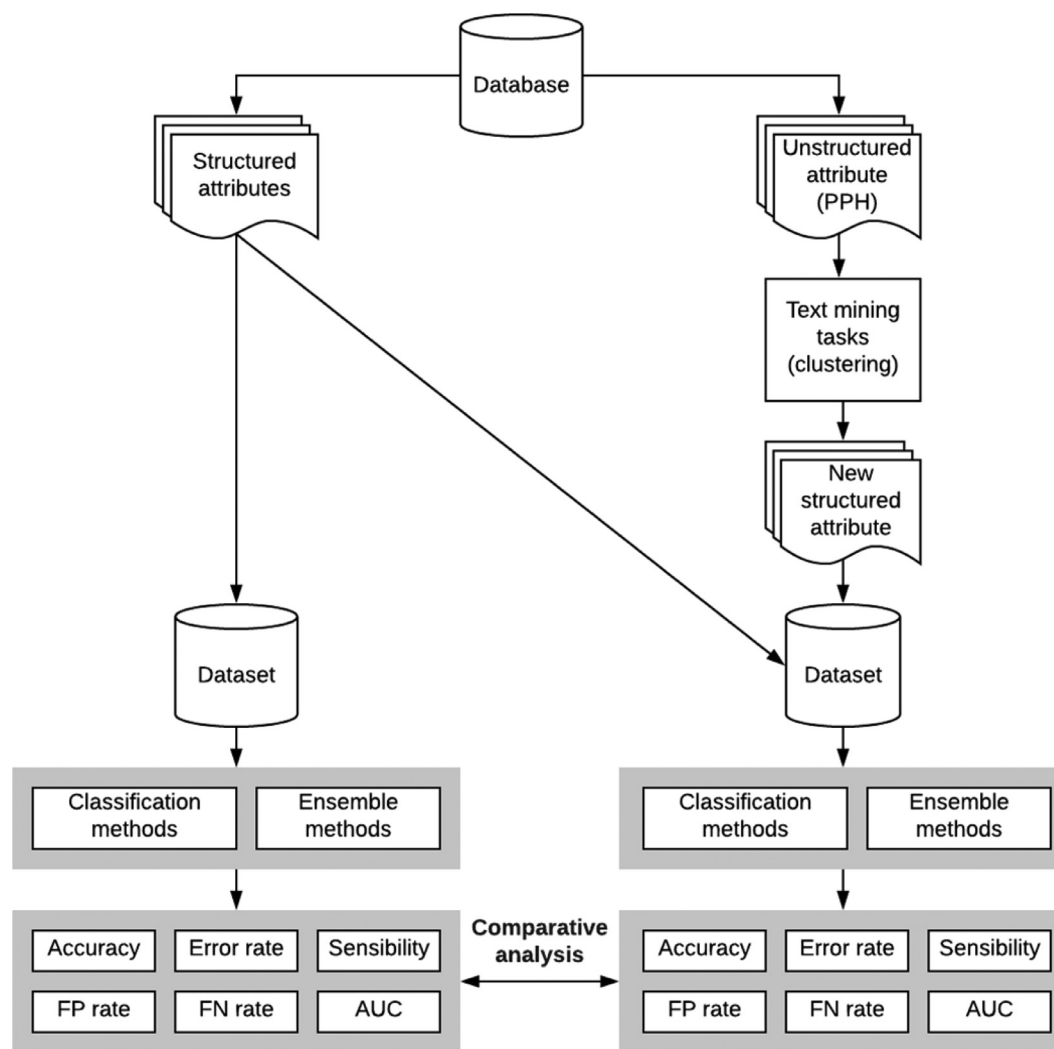 Database
Structured
attributes
Unstructured
attribute
(PPH)
Text mining
tasks
(clustering)
New
structured
attribute
Dataset
Dataset
Classification
methods
Ensemble
methods
Classification
methods
Ensemble
methods
Accuracy
Error rate
Sensibility
FP rate
FN rate
AUC
Comparative
analysis
Accuracy
Error rate
Sensibility
FP rate
FN rate
AUC